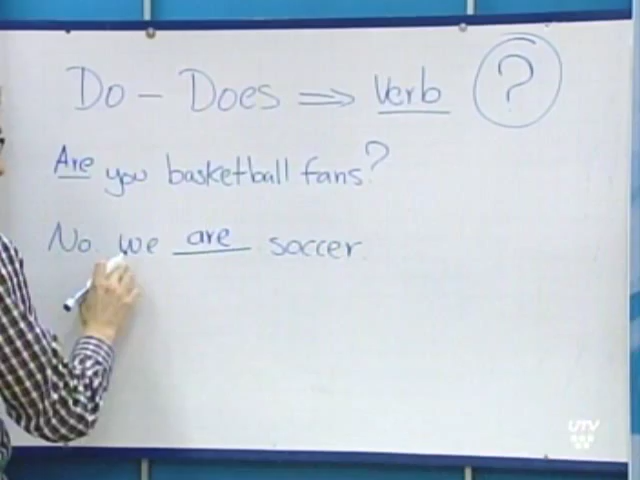 Do - Does ⇒ Verb ?
Are you basketball fans?
No. we are soccer.
UTV